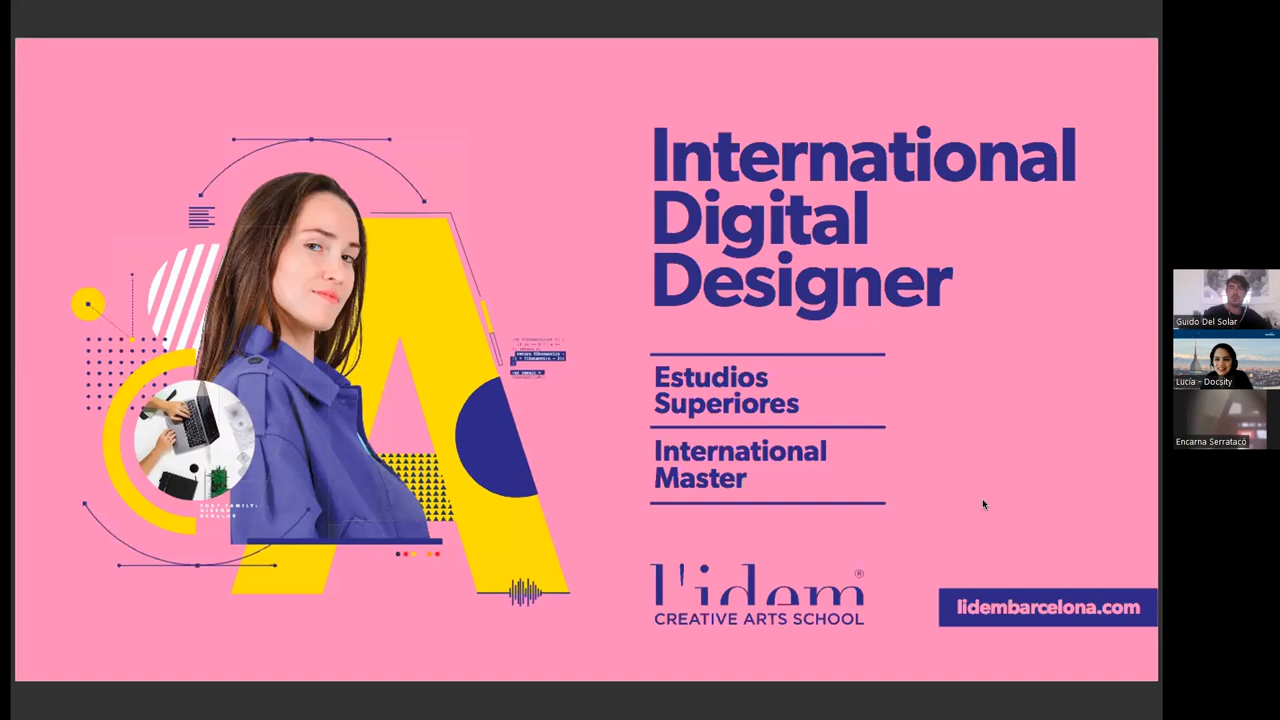 International
Digital
Designer
Estudios
Superiores
International
Master
l'idem®
CREATIVE ARTS SCHOOL
lidembarcelona.com
Guido Del Solar
Lucía - Docsity
Encarna Serratacó